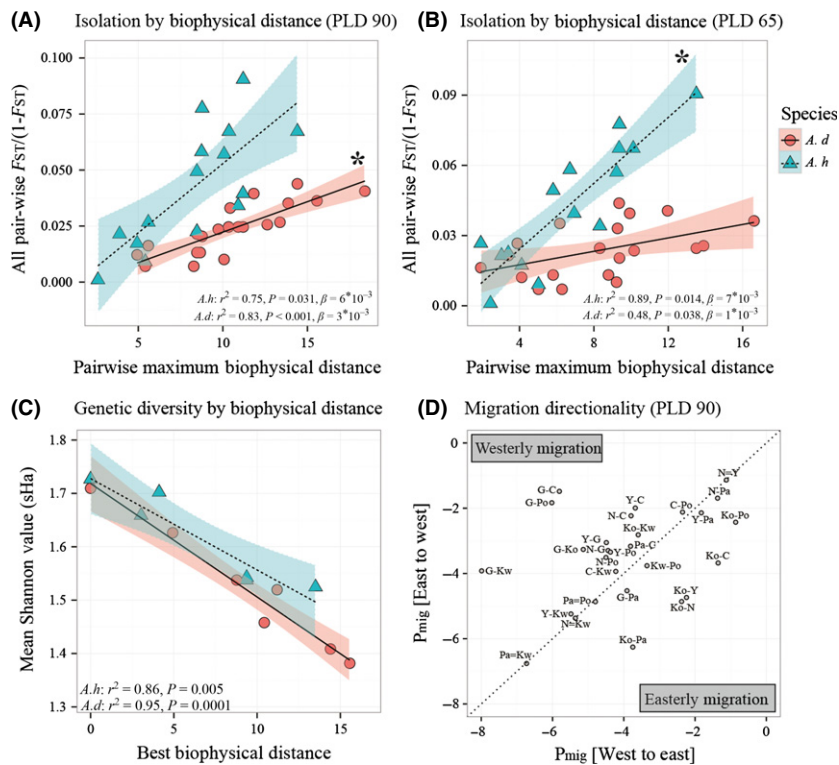 (A) Isolation by biophysical distance (PLD 90)
All pair-wise FST/(1-FST)
0.100
0.075
0.050
0.025
0.000
*
A.h: r² = 0.75, P = 0.031, β = 6*10⁻³
A.d: r² = 0.83, P < 0.001, β = 3*10⁻³
5 10 15
Pairwise maximum biophysical distance
(B) Isolation by biophysical distance (PLD 65)
All pair-wise FST/(1-FST)
0.09
0.06
0.03
0.00
*
A.h: r² = 0.89, P = 0.014, β = 7*10⁻³
A.d: r² = 0.48, P = 0.038, β = 1*10⁻³
4 8 12 16
Pairwise maximum biophysical distance
Species
A. d
A. h
(C) Genetic diversity by biophysical distance
Mean Shannon value (sHa)
1.8
1.7
1.6
1.5
1.4
1.3
A.h: r² = 0.86, P = 0.005
A.d: r² = 0.95, P = 0.0001
0 5 10 15
Best biophysical distance
(D) Migration directionality (PLD 90)
Pmig [East to west]
0
−2
−4
−6
−8
Westerly migration
N=Y
G-C
N-Pa
G-Po
Y-C
C-Po
Ko-Po
N-C
Y-Pa
Ko-Kw
Y-G
Pa-G
G-Ko
N-G
Y-Po
Ko-C
N-Po
Kw-Po
G-Kw
C-Kw
G-Pa
Ko-Y
Pa=Po
Ko-N
Y-Kw
N=Kw
Ko-Pa
Pa=Kw
Easterly migration
−8 −6 −4 −2 0
Pmig [West to east]